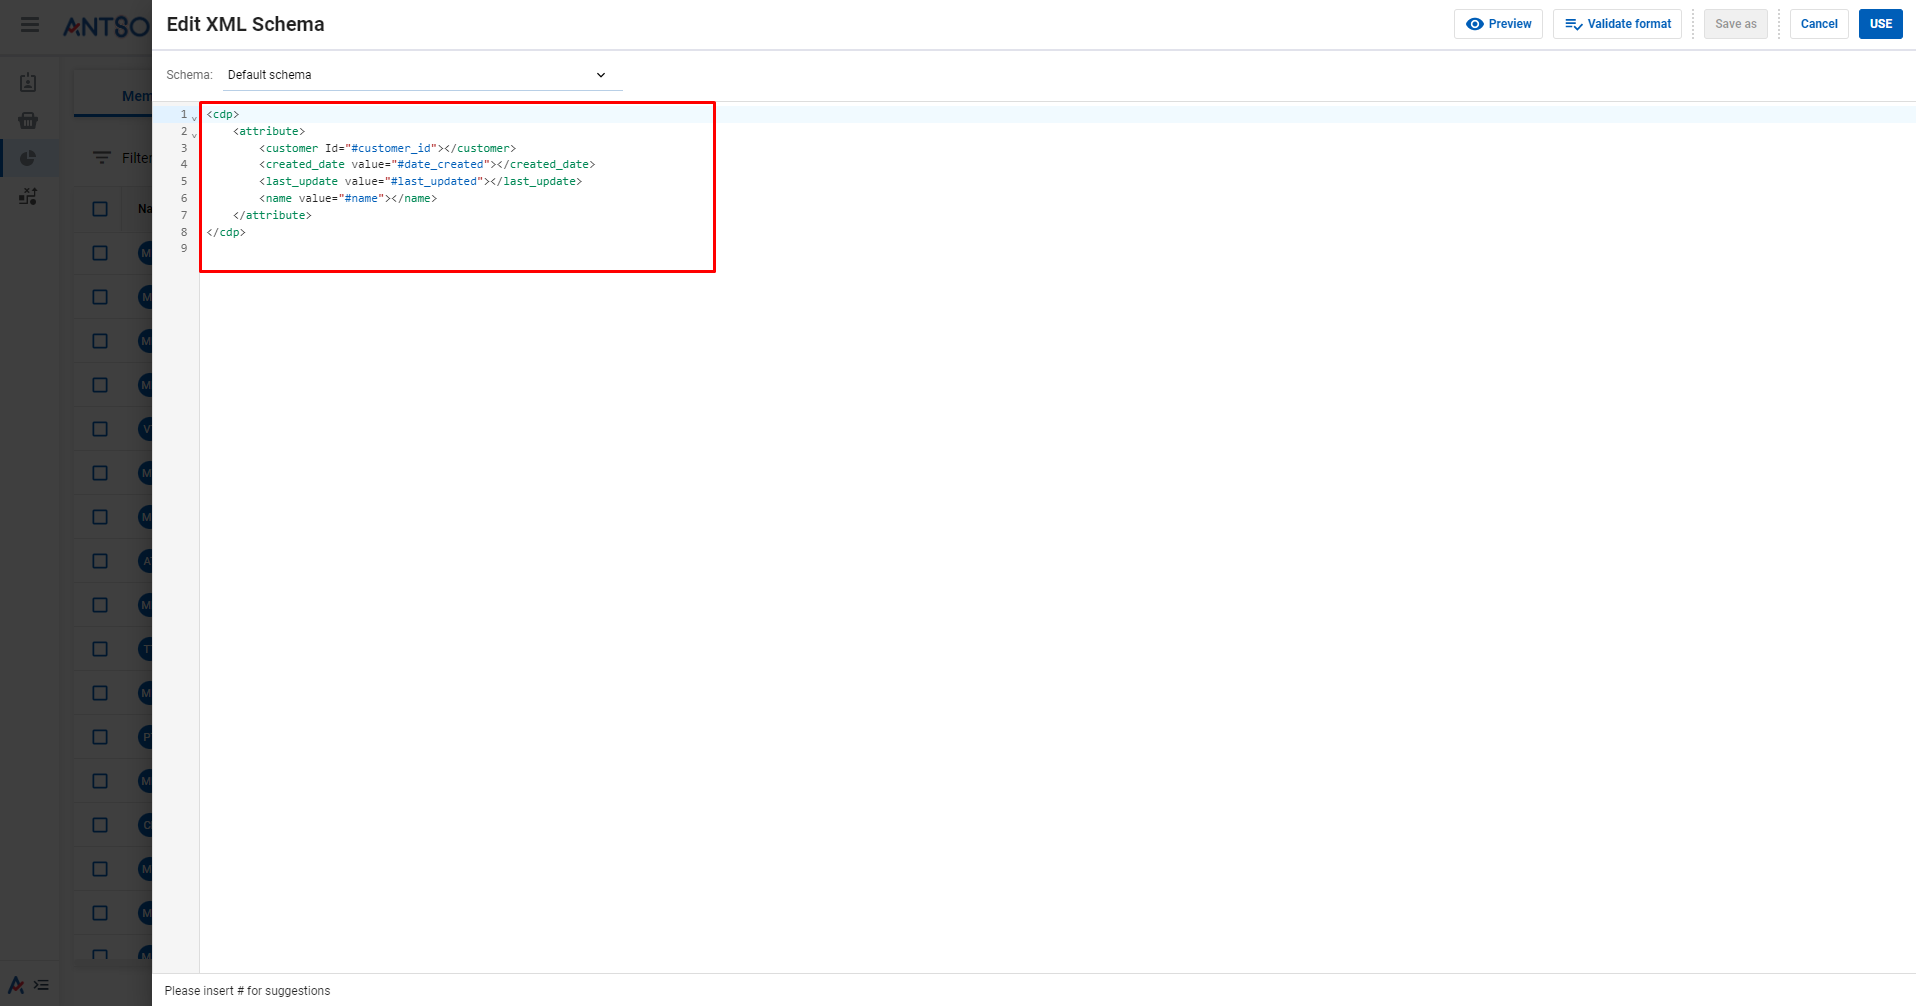 ANTSO
Edit XML Schema
Preview
Validate format
Save as
Cancel
USE
Schema: Default schema
Mem
Filter
Na
1 <cdp>
2 <attribute>
3 <customer Id="#customer_id"></customer>
4 <created_date value="#date_created"></created_date>
5 <last_update value="#last_updated"></last_update>
6 <name value="#name"></name>
7 </attribute>
8 </cdp>
9
Please insert # for suggestions